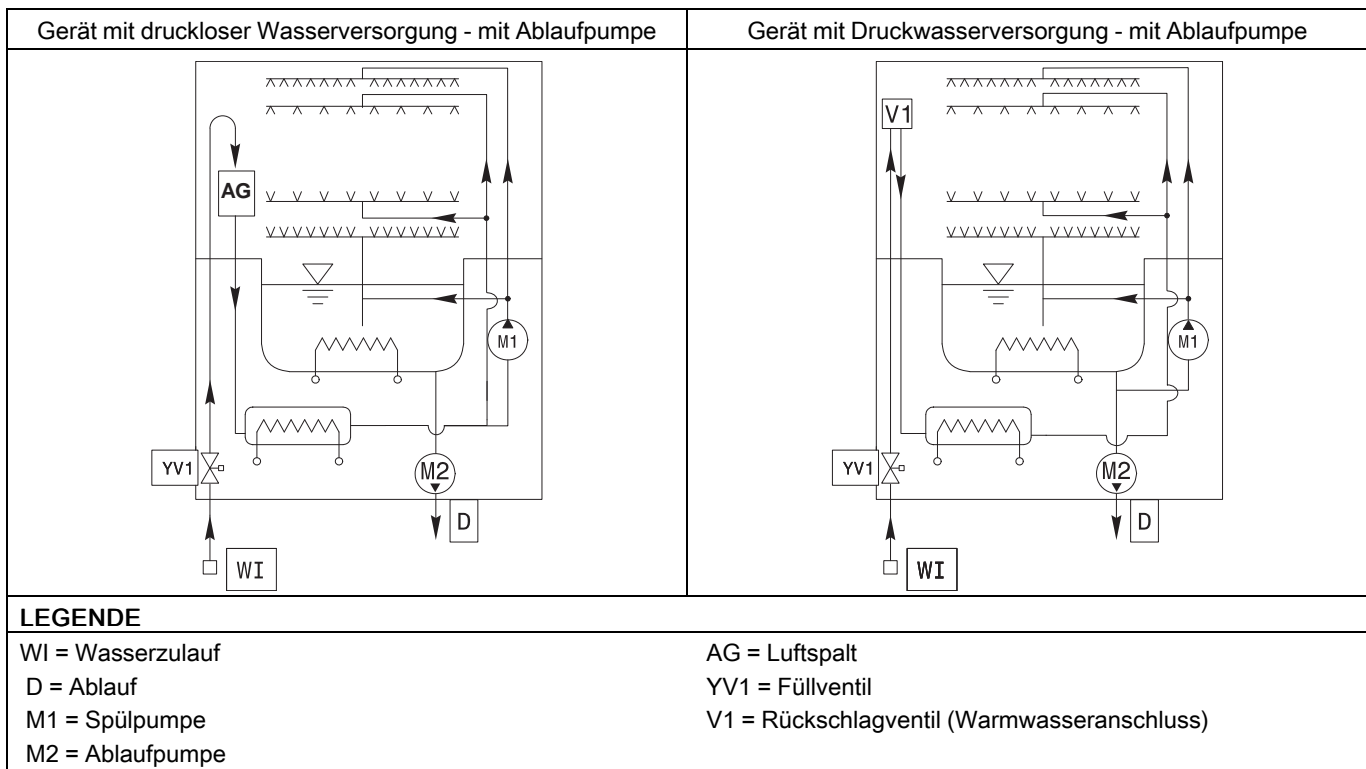 Gerät mit druckloser Wasserversorgung - mit Ablaufpumpe
Gerät mit Druckwasserversorgung - mit Ablaufpumpe
AG
M1
YV1
M2
D
WI
V1
M1
YV1
M2
D
WI
LEGENDE
WI = Wasserzulauf
D = Ablauf
M1 = Spülpumpe
M2 = Ablaufpumpe
AG = Luftspalt
YV1 = Füllventil
V1 = Rückschlagventil (Warmwasseranschluss)